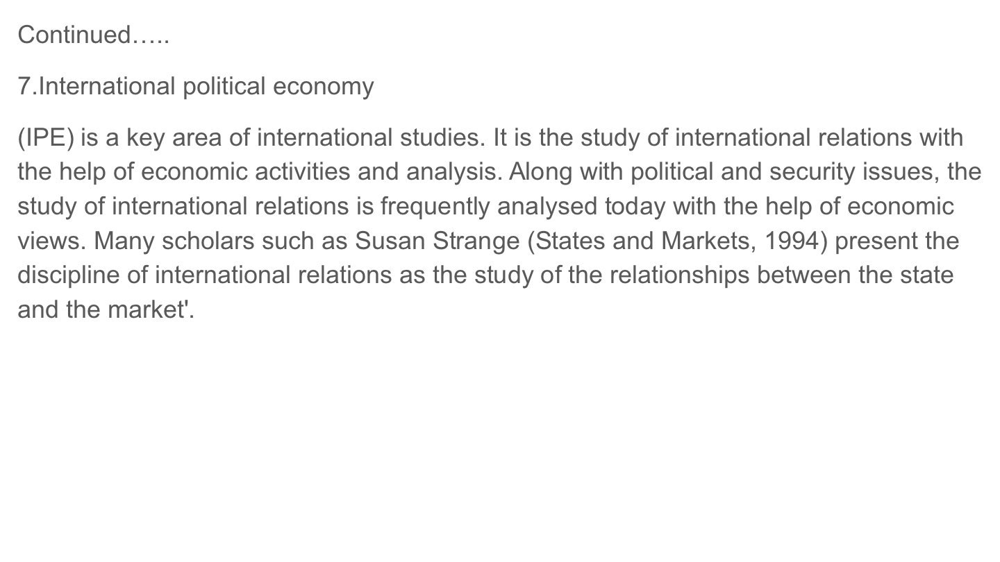 Continued…..
7.International political economy
(IPE) is a key area of international studies. It is the study of international relations with
the help of economic activities and analysis. Along with political and security issues, the
study of international relations is frequently analysed today with the help of economic
views. Many scholars such as Susan Strange (States and Markets, 1994) present the
discipline of international relations as the study of the relationships between the state
and the market'.